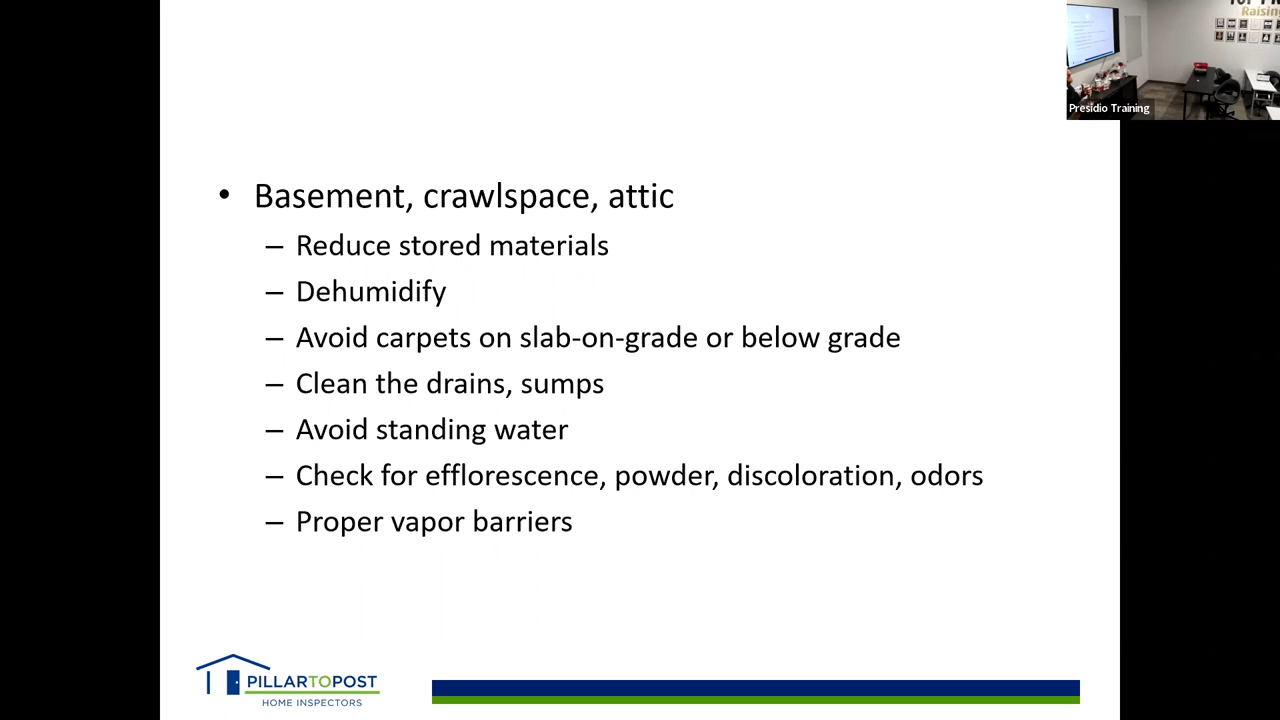 Raising
Presidio Training
• Basement, crawlspace, attic
– Reduce stored materials
– Dehumidify
– Avoid carpets on slab-on-grade or below grade
– Clean the drains, sumps
– Avoid standing water
– Check for efflorescence, powder, discoloration, odors
– Proper vapor barriers
PILLARTOPOST
HOME INSPECTORS